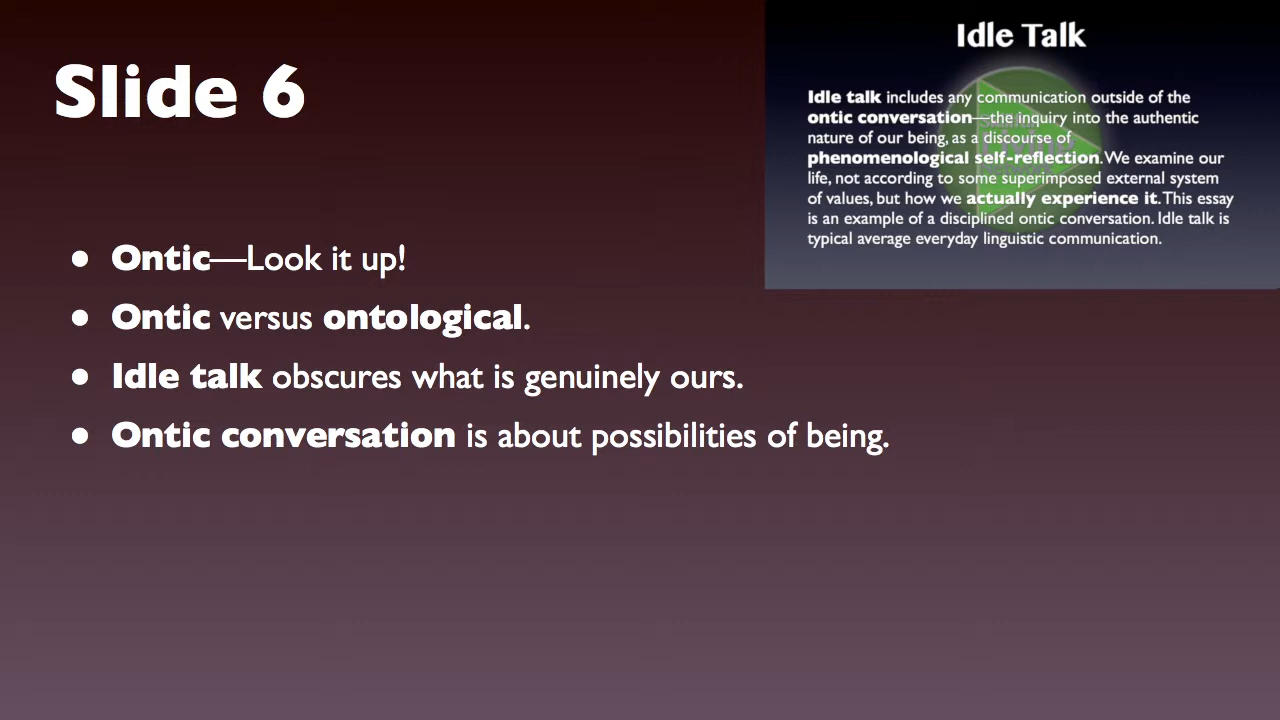 Slide 6
• Ontic—Look it up!
• Ontic versus ontological.
• Idle talk obscures what is genuinely ours.
• Ontic conversation is about possibilities of being.
Idle Talk
Idle talk includes any communication outside of the
ontic conversation—the inquiry into the authentic
nature of our being, as a discourse of
phenomenological self-reflection. We examine our
life, not according to some superimposed external system
of values, but how we actually experience it. This essay
is an example of a disciplined ontic conversation. Idle talk is
typical average everyday linguistic communication.